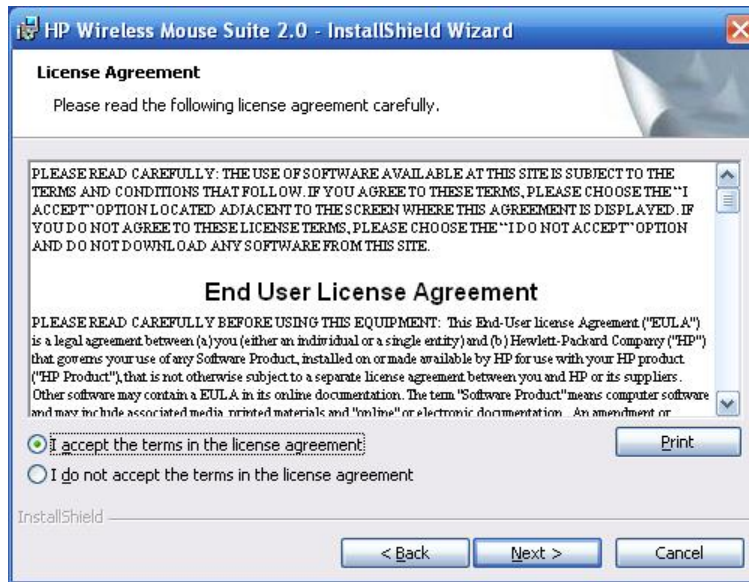 HP Wireless Mouse Suite 2.0 - InstallShield Wizard
License Agreement
Please read the following license agreement carefully.
PLEASE READ CAREFULLY: THE USE OF SOFTWARE AVAILABLE AT THIS SITE IS SUBJECT TO THE
TERMS AND CONDITIONS THAT FOLLOW. IF YOU AGREE TO THESE TERMS, PLEASE CHOOSE THE ``I
ACCEPT`` OPTION LOCATED ADJACENT TO THE SCREEN WHERE THIS AGREEMENT IS DISPLAYED. IF
YOU DO NOT AGREE TO THESE LICENSE TERMS, PLEASE CHOOSE THE ``I DO NOT ACCEPT`` OPTION
AND DO NOT DOWNLOAD ANY SOFTWARE FROM THIS SITE.
End User License Agreement
PLEASE READ CAREFULLY BEFORE USING THIS EQUIPMENT: This End-User license Agreement ("EULA")
is a legal agreement between (a) you (either an individual or a single entity) and (b) Hewlett-Packard Company ("HP")
that governs your use of any Software Product, installed on or made available by HP for use with your HP product
("HP Product"), that is not otherwise subject to a separate license agreement between you and HP or its suppliers.
Other software may contain a EULA in its online documentation. The term "Software Product" means computer software
and may include associated media, printed materials and "online" or electronic documentation. An amendment or
I accept the terms in the license agreement
Print
I do not accept the terms in the license agreement
InstallShield
< Back
Next >
Cancel